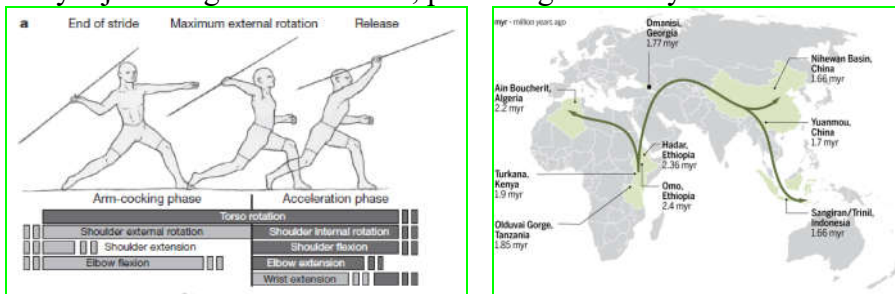 a End of stride Maximum external rotation Release
Arm-cocking phase Acceleration phase
Torso rotation
Shoulder external rotation Shoulder internal rotation
Shoulder extension Shoulder flexion
Elbow flexion Elbow extension
Wrist extension
myr - million years ago
Dmanisi,
Georgia
1.77 myr
Nihewan Basin,
China
1.66 myr
Ain Boucherit,
Algeria
2.2 myr
Yuanmou,
China
1.7 myr
Hadar,
Ethiopia
2.36 myr
Turkana,
Kenya
1.9 myr
Omo,
Ethiopia
2.4 myr
Olduvai Gorge,
Tanzania
1.85 myr
Sangiran/Trinil,
Indonesia
1.66 myr